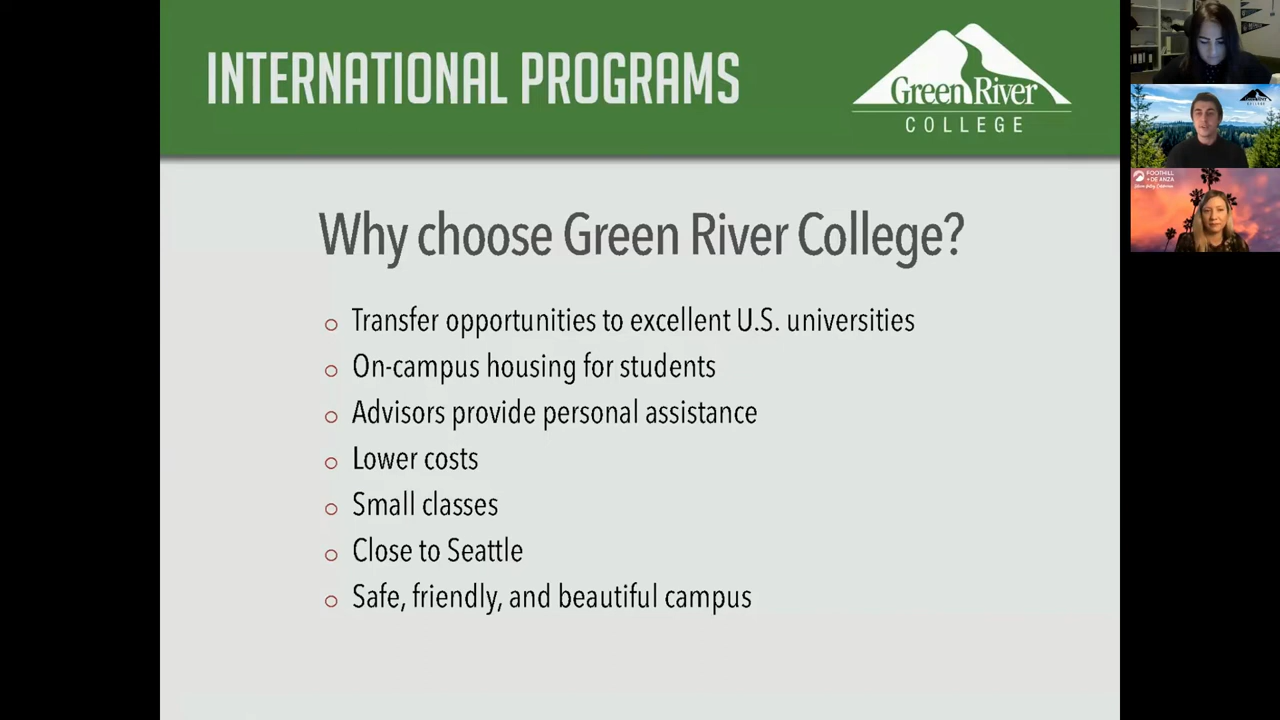 INTERNATIONAL PROGRAMS
Green River
COLLEGE
Why choose Green River College?
Transfer opportunities to excellent U.S. universities
On-campus housing for students
Advisors provide personal assistance
Lower costs
Small classes
Close to Seattle
Safe, friendly, and beautiful campus
FOOTHILL
DE ANZA